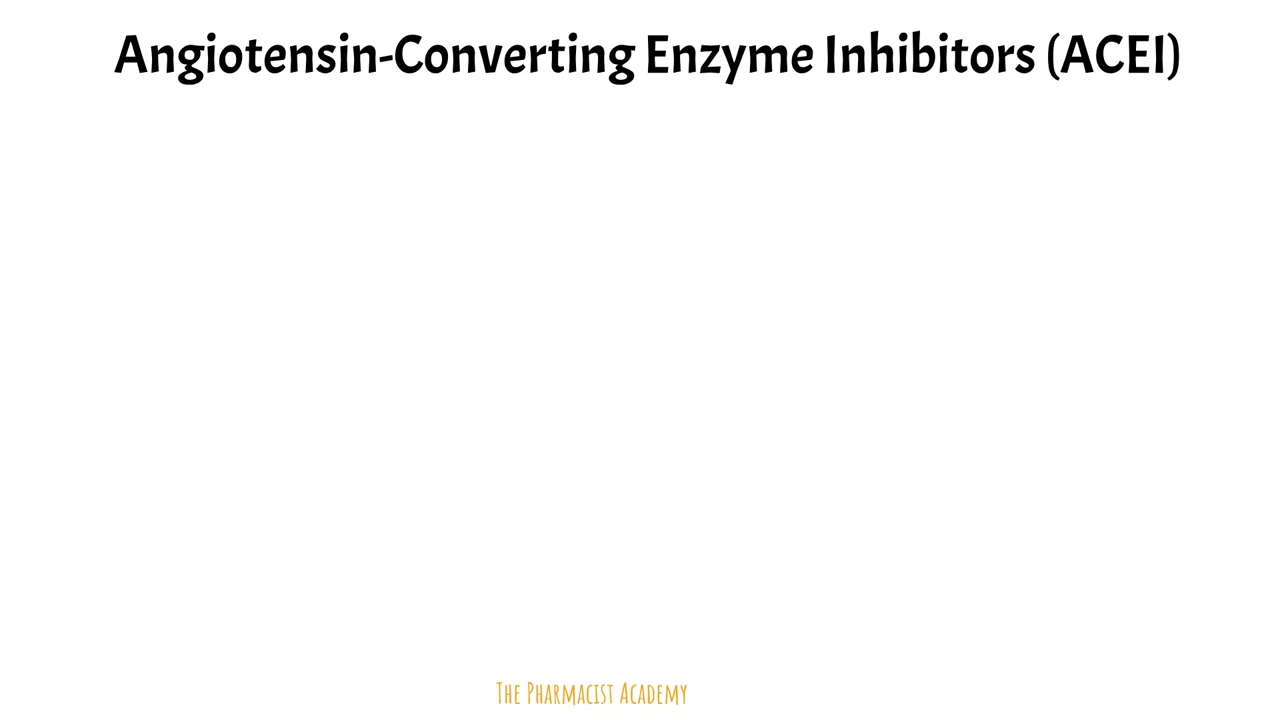 Angiotensin-Converting Enzyme Inhibitors (ACEI)
The Pharmacist Academy